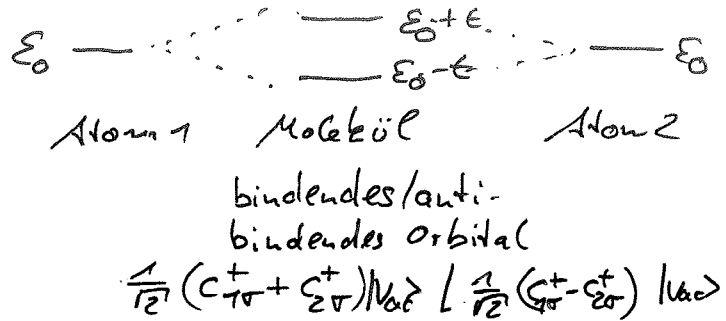 ε₀+t
ε₀ ε₀-t ε₀
Atom 1 Molekül Atom 2
bindendes/anti-
bindendes Orbital
1/√2 (C⁺₁σ + C⁺₂σ)|Vac> / 1/√2 (C⁺₁σ - C⁺₂σ) |Vac>